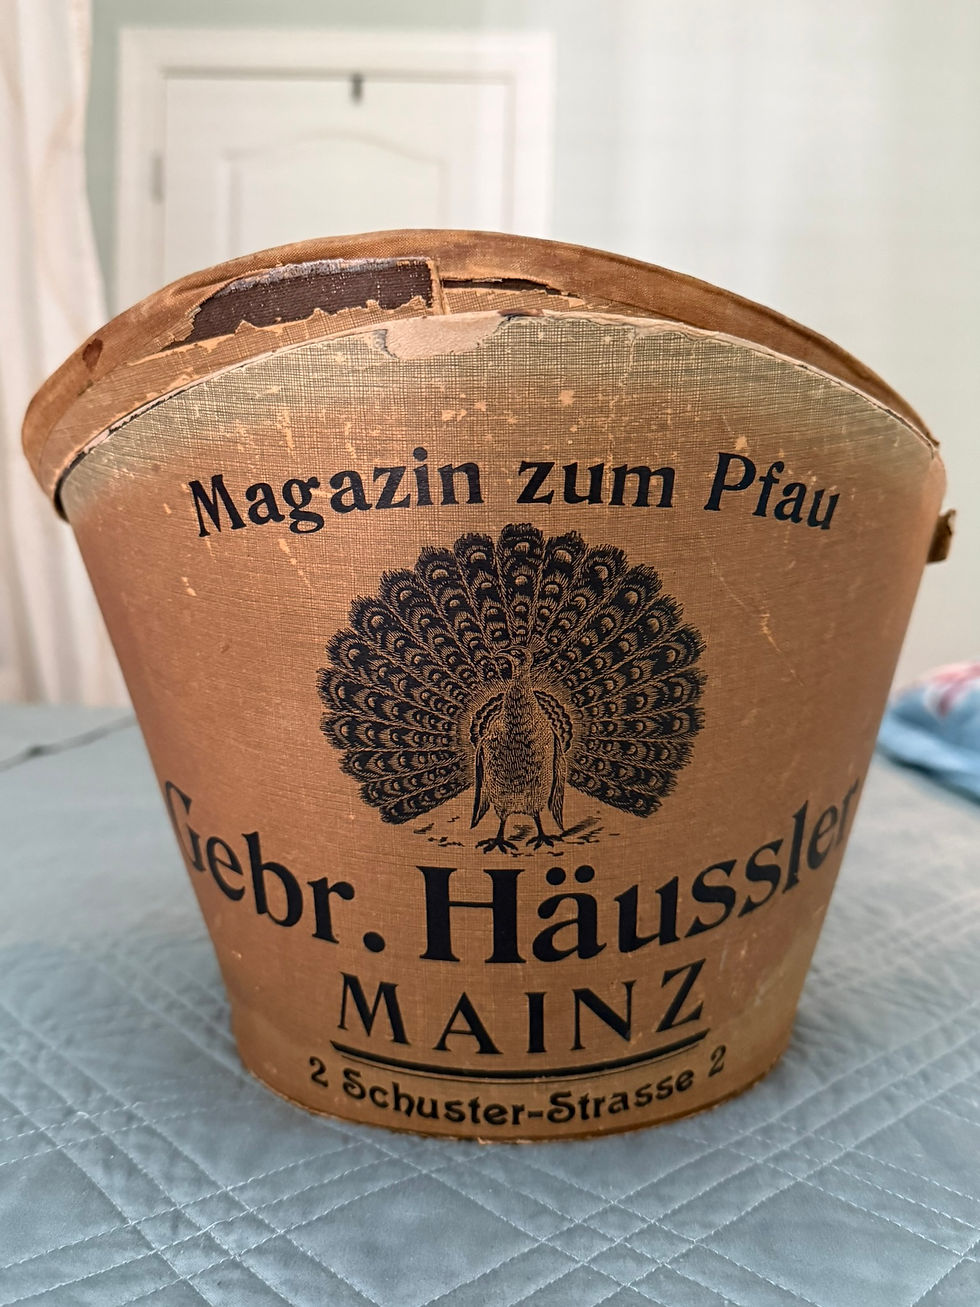 Magazin zum Pfau
Gebr. Häussler
MAINZ
2 Schuster-Strasse 2